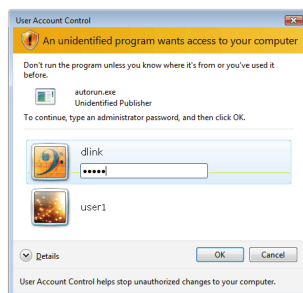 User Account Control
An unidentified program wants access to your computer
Don't run the program unless you know where it's from or you've used it
before.
autorun.exe
Unidentified Publisher
To continue, type an administrator password, and then click OK.
dlink
•••••
user1
Details
OK
Cancel
User Account Control helps stop unauthorized changes to your computer.